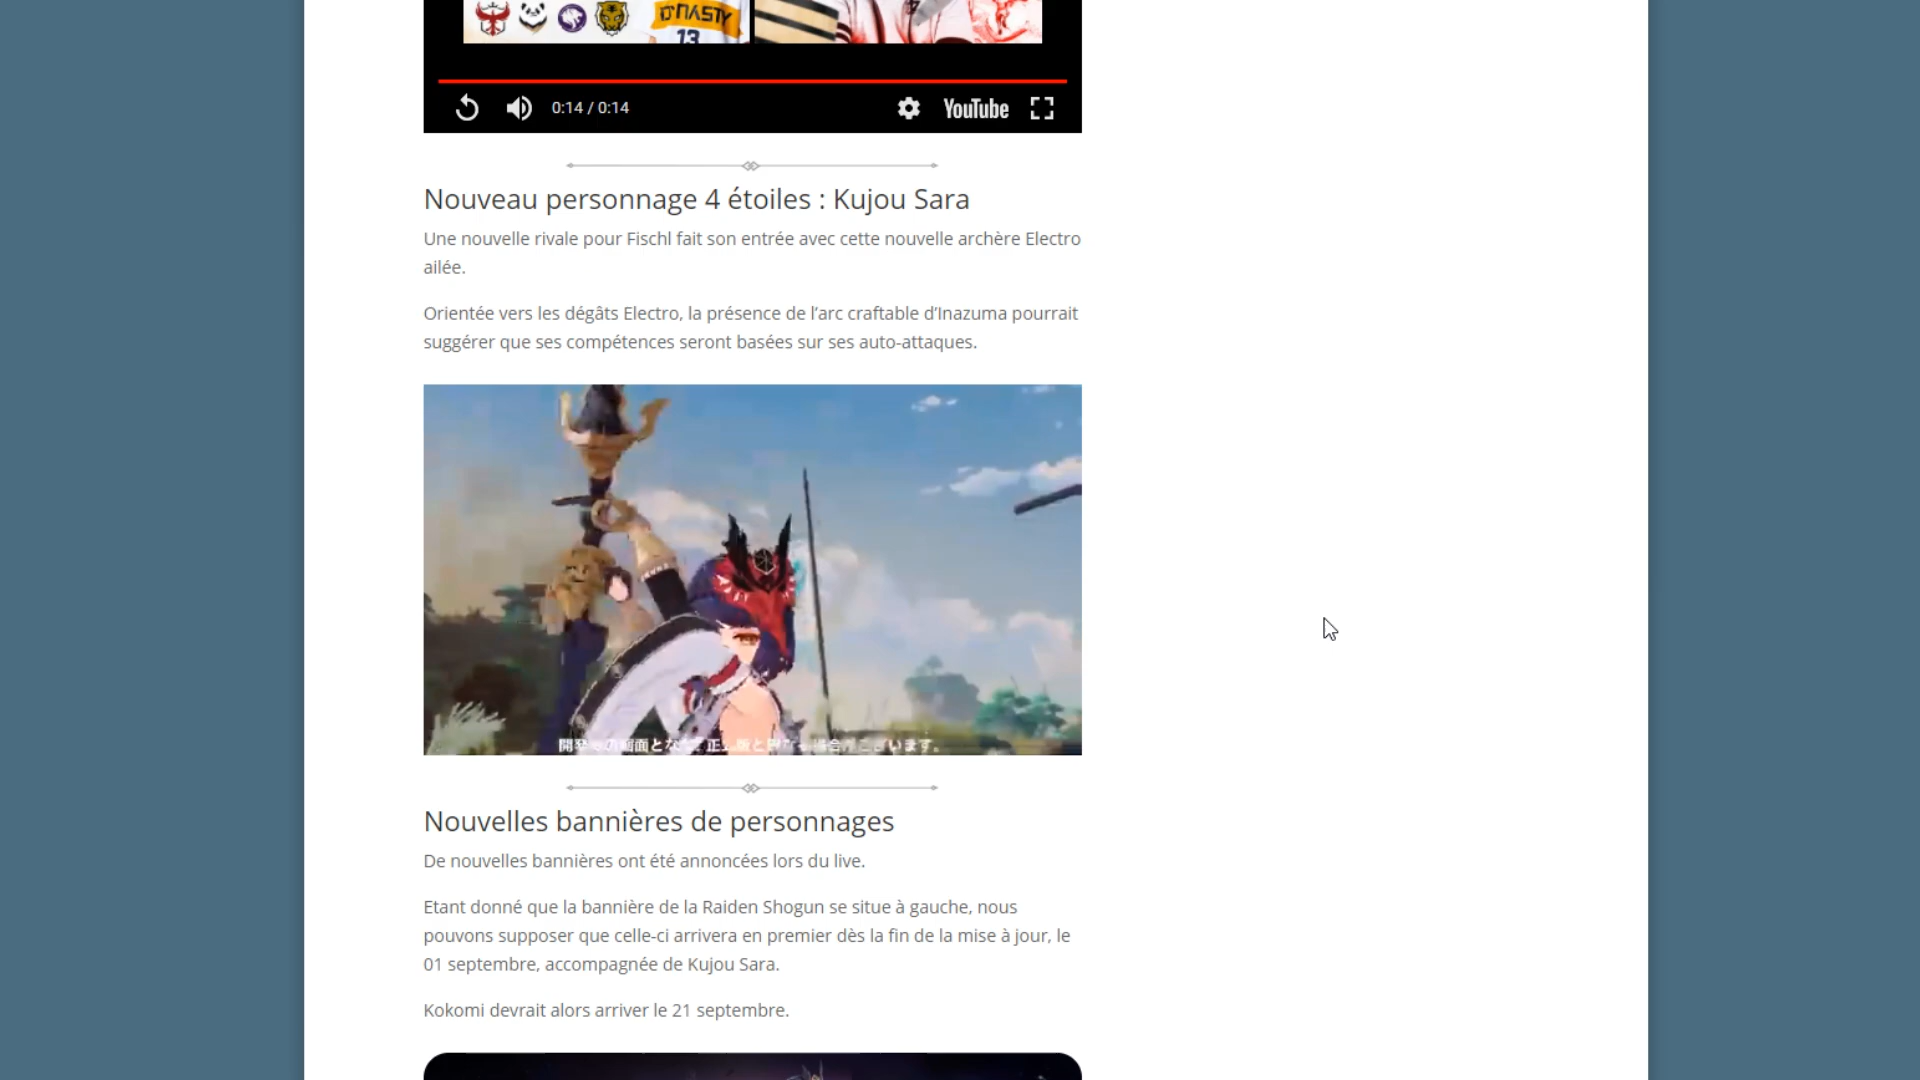 DYNASTY
13
0:14 / 0:14
YouTube
Nouveau personnage 4 étoiles : Kujou Sara
Une nouvelle rivale pour Fischl fait son entrée avec cette nouvelle archère Electro
ailée.
Orientée vers les dégâts Electro, la présence de l’arc craftable d’Inazuma pourrait
suggérer que ses compétences seront basées sur ses auto-attaques.
Nouvelles bannières de personnages
De nouvelles bannières ont été annoncées lors du live.
Etant donné que la bannière de la Raiden Shogun se situe à gauche, nous
pouvons supposer que celle-ci arrivera en premier dès la fin de la mise à jour, le
01 septembre, accompagnée de Kujou Sara.
Kokomi devrait alors arriver le 21 septembre.